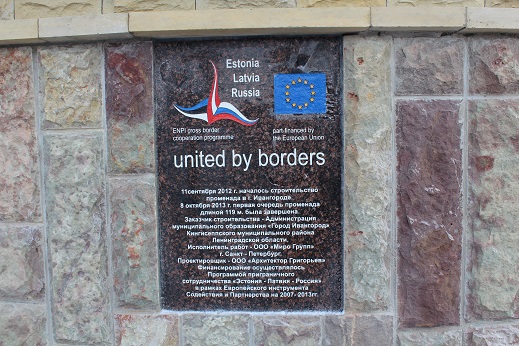 Estonia
Latvia
Russia
ENPI cross border
cooperation programme
part-financed by
the European Union
united by borders
11сентября 2012 г. началось строительство
променада в г. Ивангороде.
8 октября 2013 г. первая очередь променада
длиной 119 м. была завершена.
Заказчик строительства - Администрация
муниципального образования «Город Ивангород»
Кингисеппского муниципального района
Ленинградской области.
Исполнитель работ - ООО «Миро Групп»
г. Санкт - Петербург.
Проектировщик - ООО «Архитектор Григорьев»
Финансирование осуществлялось
Программой приграничного
сотрудничества «Эстония - Латвия - Россия»
в рамках Европейского инструмента
Содействия и Партнерства на 2007- 2013гг.